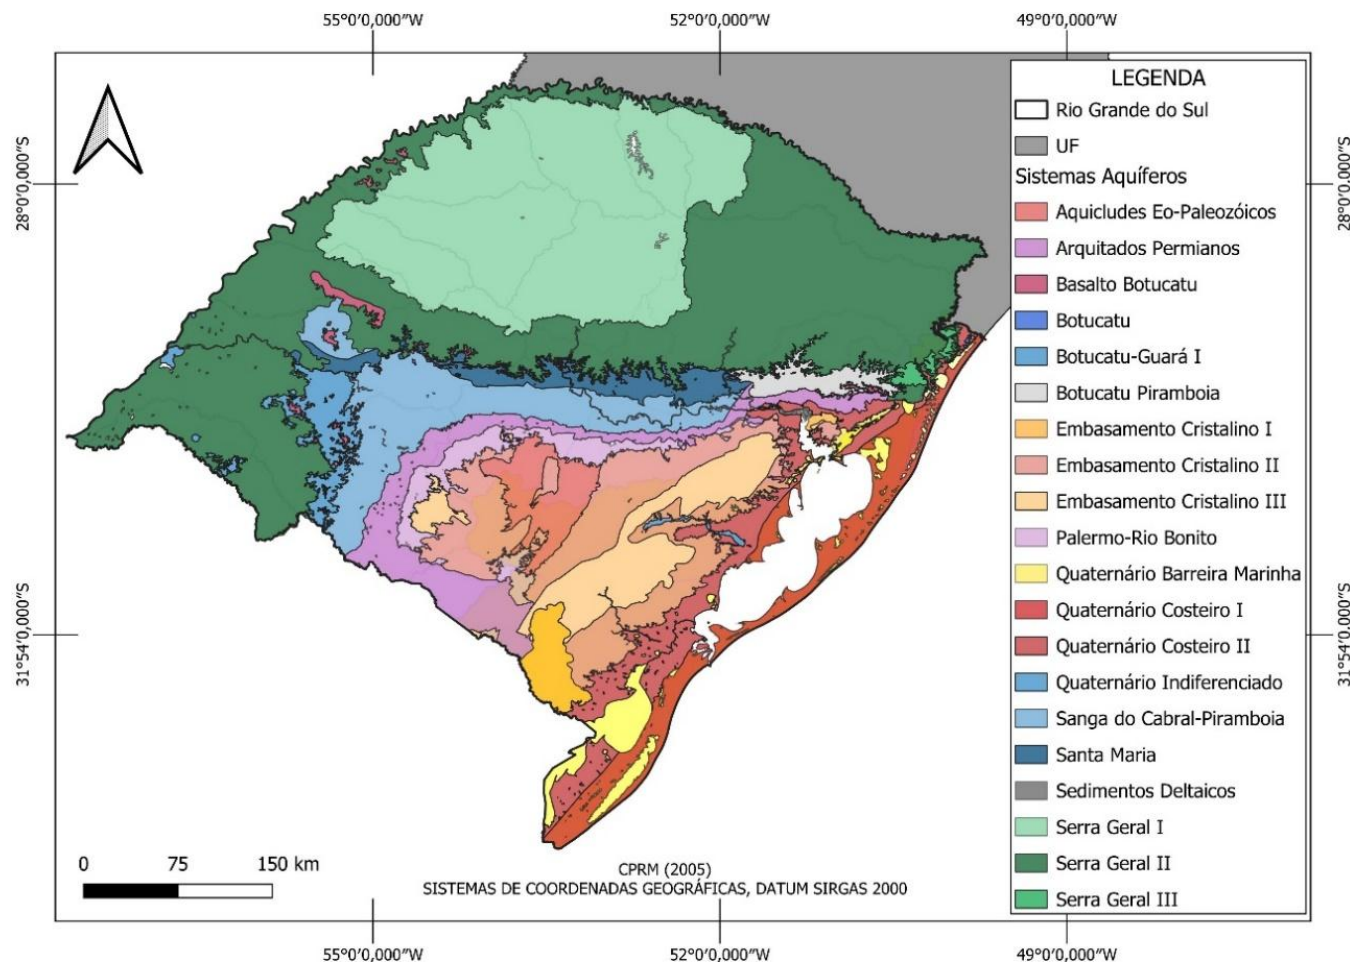 55°0′0,000″W
52°0′0,000″W
49°0′0,000″W
28°0′0,000″S
28°0′0,000″S
LEGENDA
Rio Grande do Sul
UF
Sistemas Aquíferos
Aquicludes Eo-Paleozóicos
Arquitados Permianos
Basalto Botucatu
Botucatu
Botucatu-Guará I
Botucatu Piramboia
Embasamento Cristalino I
Embasamento Cristalino II
Embasamento Cristalino III
Palermo-Rio Bonito
Quaternário Barreira Marinha
Quaternário Costeiro I
Quaternário Costeiro II
Quaternário Indiferenciado
Sanga do Cabral-Piramboia
Santa Maria
Sedimentos Deltaicos
Serra Geral I
Serra Geral II
Serra Geral III
31°54′0,000″S
31°54′0,000″S
0 75 150 km
CPRM (2005)
SISTEMAS DE COORDENADAS GEOGRÁFICAS, DATUM SIRGAS 2000
55°0′0,000″W
52°0′0,000″W
49°0′0,000″W